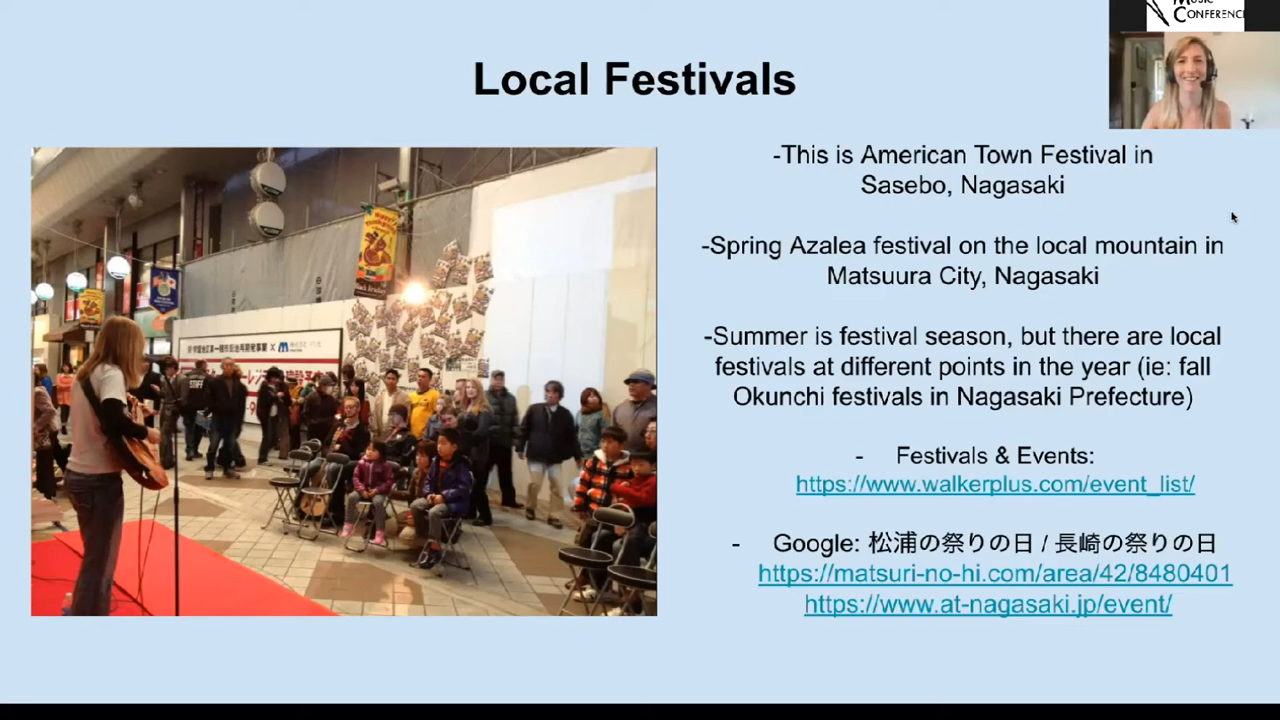 Music
CONFERENCE
Local Festivals
-This is American Town Festival in
Sasebo, Nagasaki
-Spring Azalea festival on the local mountain in
Matsuura City, Nagasaki
-Summer is festival season, but there are local
festivals at different points in the year (ie: fall
Okunchi festivals in Nagasaki Prefecture)
- Festivals & Events:
https://www.walkerplus.com/event_list/
- Google: 松浦の祭りの日 / 長崎の祭りの日
https://matsuri-no-hi.com/area/42/8480401
https://www.at-nagasaki.jp/event/
STAFF